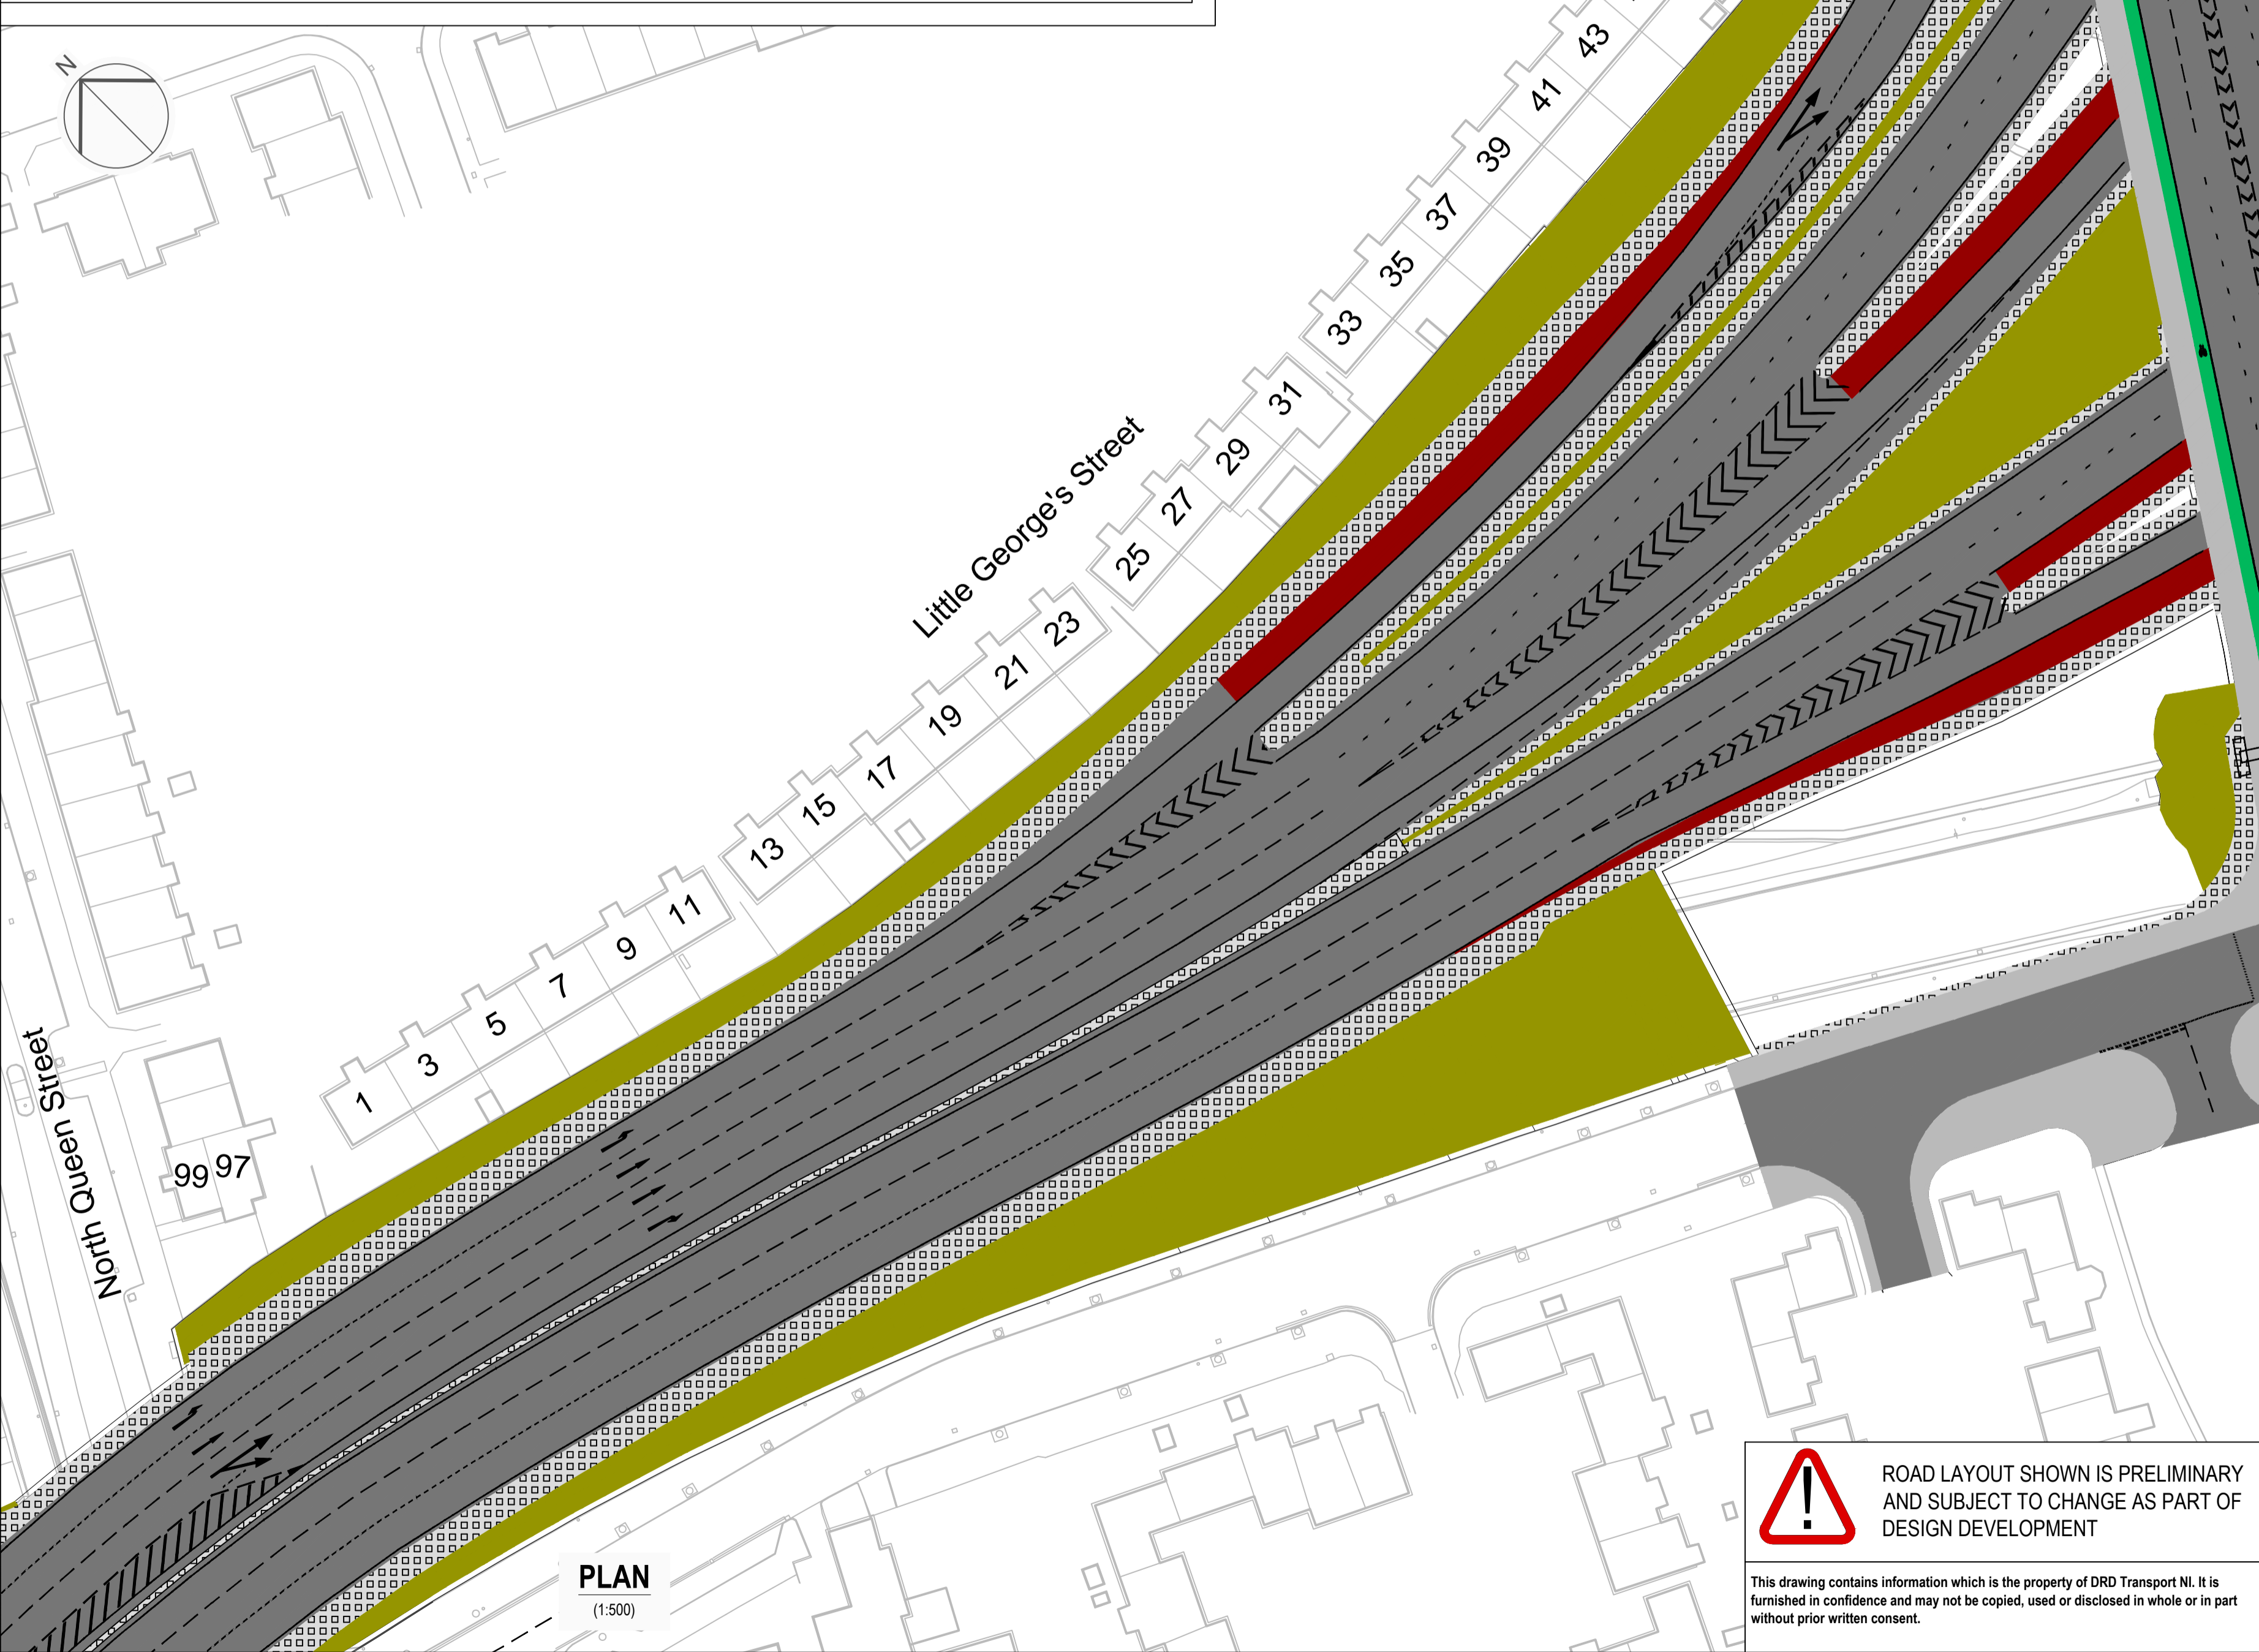 N
43
41
39
37
35
33
31
29
27
25
Little George's Street
23
21
19
17
15
13
11
9
7
5
3
1
North Queen Street
99 97
PLAN
(1:500)
ROAD LAYOUT SHOWN IS PRELIMINARY
AND SUBJECT TO CHANGE AS PART OF
DESIGN DEVELOPMENT
This drawing contains information which is the property of DRD Transport NI. It is
furnished in confidence and may not be copied, used or disclosed in whole or in part
without prior written consent.